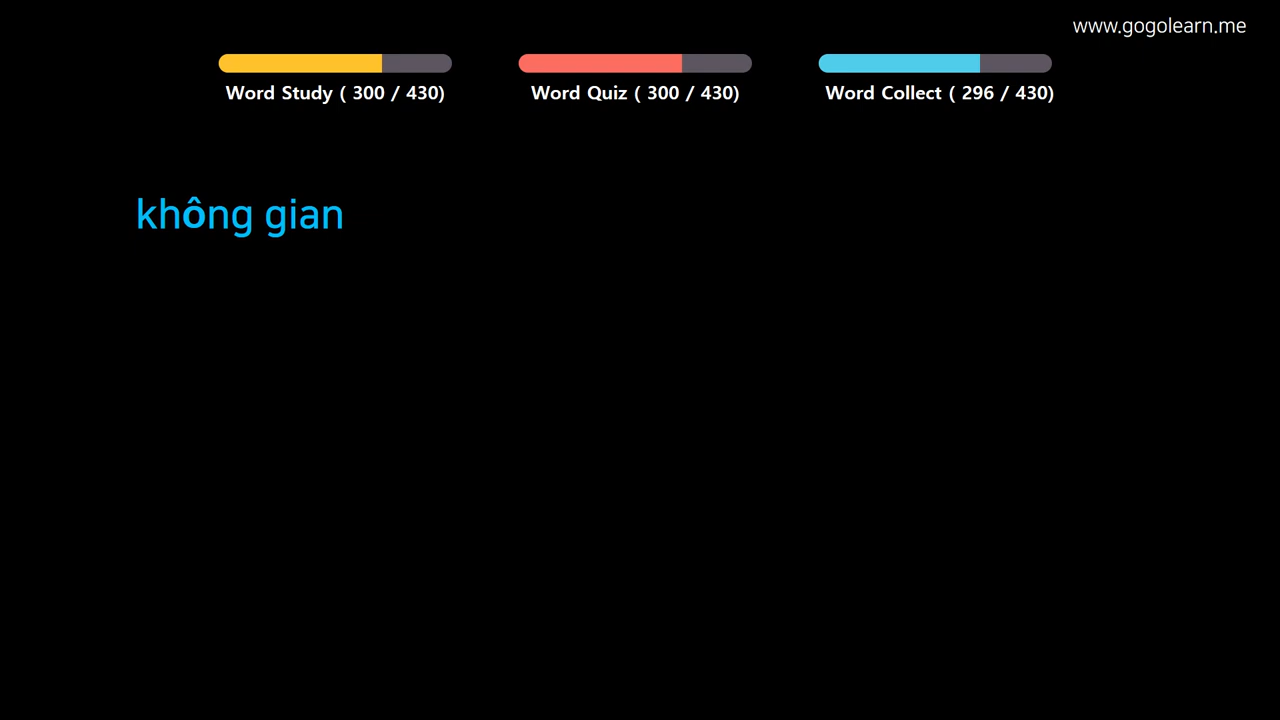 www.gogolearn.me
Word Study ( 300 / 430)
Word Quiz ( 300 / 430)
Word Collect ( 296 / 430)
không gian